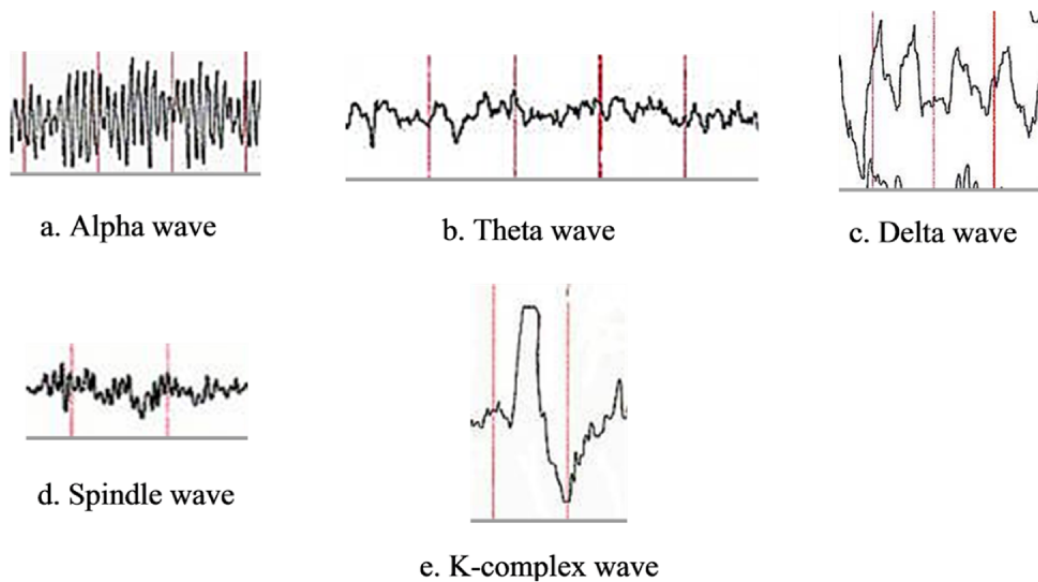 a. Alpha wave
b. Theta wave
c. Delta wave
d. Spindle wave
e. K-complex wave